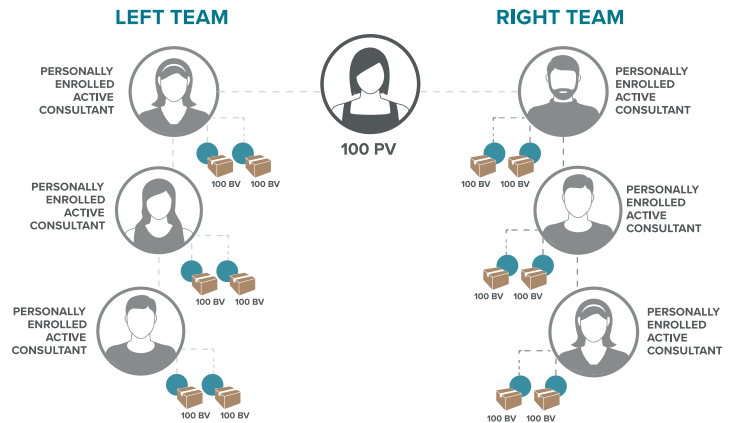 LEFT TEAM
RIGHT TEAM
PERSONALLY
ENROLLED
ACTIVE
CONSULTANT
100 PV
PERSONALLY
ENROLLED
ACTIVE
CONSULTANT
100 BV 100 BV
100 BV 100 BV
PERSONALLY
ENROLLED
ACTIVE
CONSULTANT
PERSONALLY
ENROLLED
ACTIVE
CONSULTANT
100 BV 100 BV
100 BV 100 BV
PERSONALLY
ENROLLED
ACTIVE
CONSULTANT
PERSONALLY
ENROLLED
ACTIVE
CONSULTANT
100 BV 100 BV
100 BV 100 BV